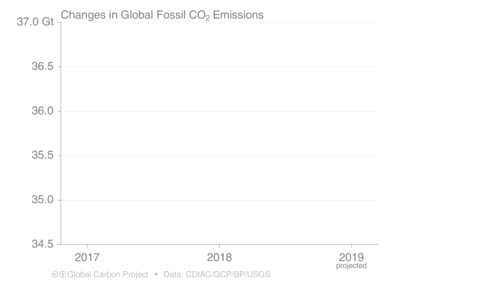 Changes in Global Fossil CO₂ Emissions
37.0 Gt
36.5
36.0
35.5
35.0
34.5
2017 2018 2019
projected
Global Carbon Project • Data: CDIAC/GCP/BP/USGS